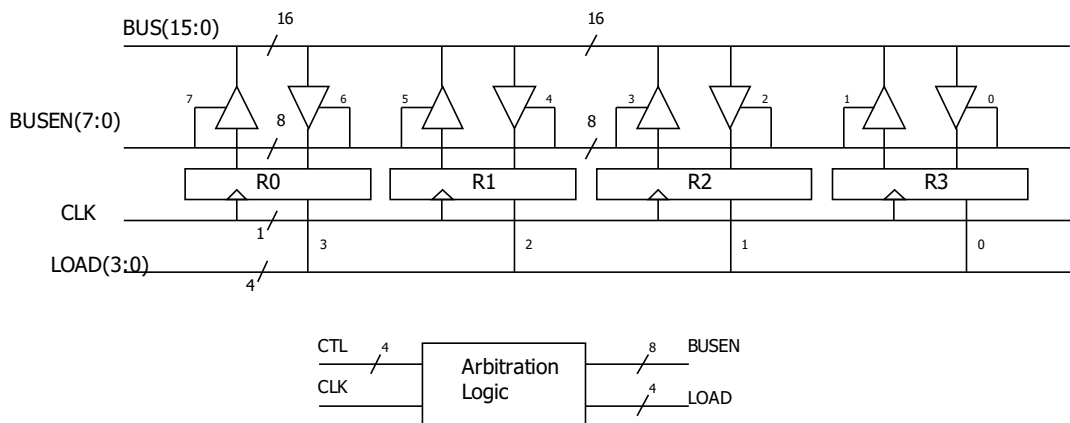 BUS(15:0)
16
16
7
6
5
4
3
2
1
0
BUSEN(7:0)
8
8
R0
R1
R2
R3
CLK
1
3
2
1
0
LOAD(3:0)
4
CTL
4
Arbitration
Logic
8
BUSEN
CLK
4
LOAD